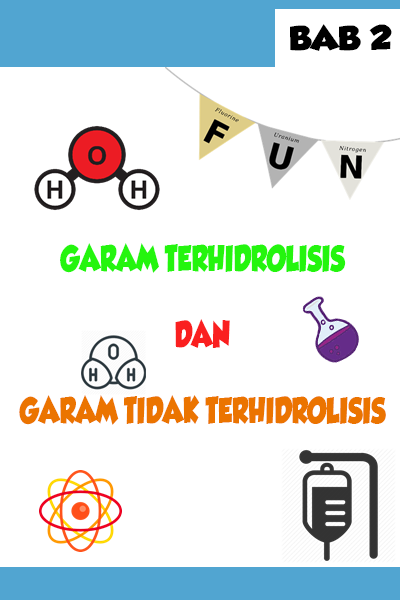 BAB 2
Fluorine
F
Uranium
U
Nitrogen
N
O
H H
GARAM TERHIDROLISIS
DAN
O
H H
GARAM TIDAK TERHIDROLISIS